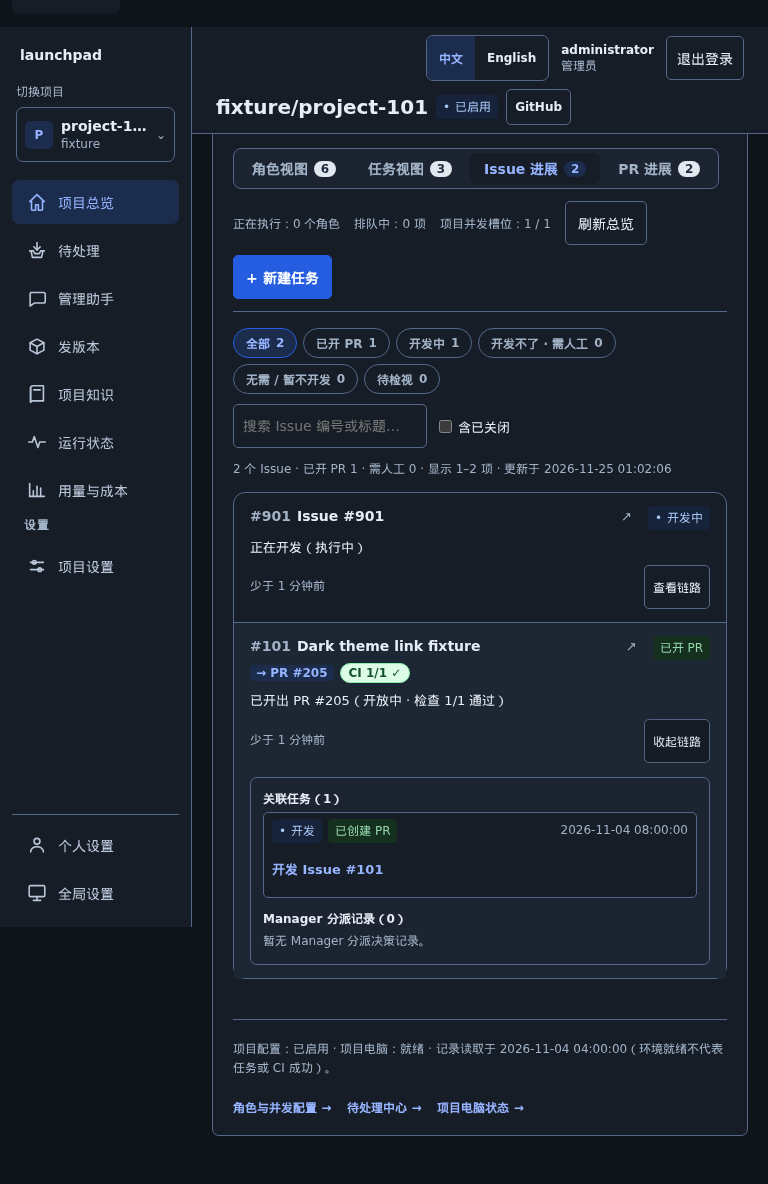 launchpad
切换项目
P
project-1…
fixture
项目总览
待处理
管理助手
发版本
项目知识
运行状态
用量与成本
设置
项目设置
个人设置
全局设置
中文 English
administrator
管理员
退出登录
fixture/project-101 • 已启用 GitHub
角色视图 6 任务视图 3 Issue 进展 2 PR 进展 2
正在执行：0 个角色 排队中：0 项 项目并发槽位：1 / 1 刷新总览
+ 新建任务
全部 2 已开 PR 1 开发中 1 开发不了 · 需人工 0
无需 / 暂不开发 0 待检视 0
搜索 Issue 编号或标题… 含已关闭
2 个 Issue · 已开 PR 1 · 需人工 0 · 显示 1–2 项 · 更新于 2026-11-25 01:02:06
#901 Issue #901 ↗ • 开发中
正在开发（执行中）
少于 1 分钟前 查看链路
#101 Dark theme link fixture ↗ 已开 PR
→ PR #205 CI 1/1 ✓
已开出 PR #205（开放中 · 检查 1/1 通过）
少于 1 分钟前 收起链路
关联任务（1）
• 开发 已创建 PR 2026-11-04 08:00:00
开发 Issue #101
Manager 分派记录（0）
暂无 Manager 分派决策记录。
项目配置：已启用 · 项目电脑：就绪 · 记录读取于 2026-11-04 04:00:00（环境就绪不代表
任务或 CI 成功）。
角色与并发配置 → 待处理中心 → 项目电脑状态 →